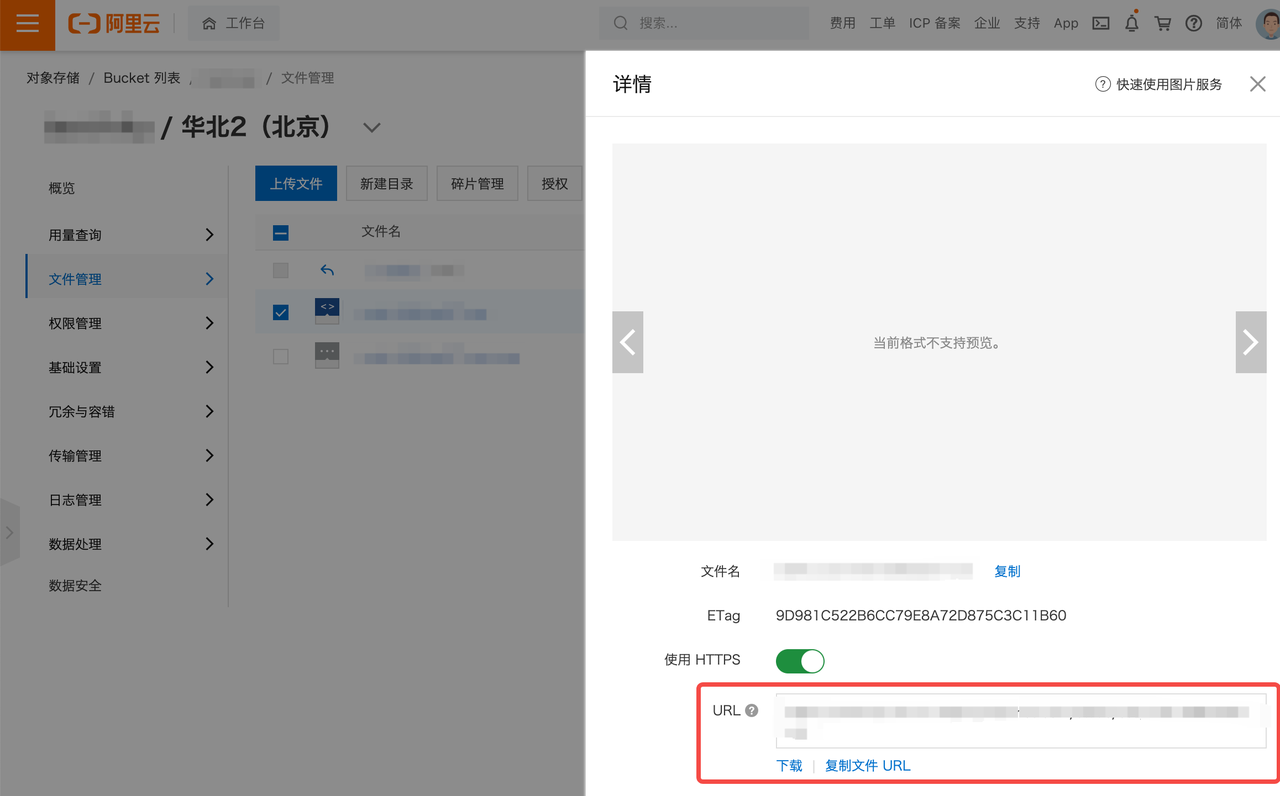 阿里云 工作台 搜索... 费用 工单 ICP 备案 企业 支持 App 简体
对象存储 / Bucket 列表 / / 文件管理
/ 华北2（北京）
概览
用量查询
文件管理
权限管理
基础设置
冗余与容错
传输管理
日志管理
数据处理
数据安全
上传文件 新建目录 碎片管理 授权
文件名
详情 快速使用图片服务
当前格式不支持预览。
文件名 复制
ETag 9D981C522B6CC79E8A72D875C3C11B60
使用 HTTPS
URL
下载 | 复制文件 URL